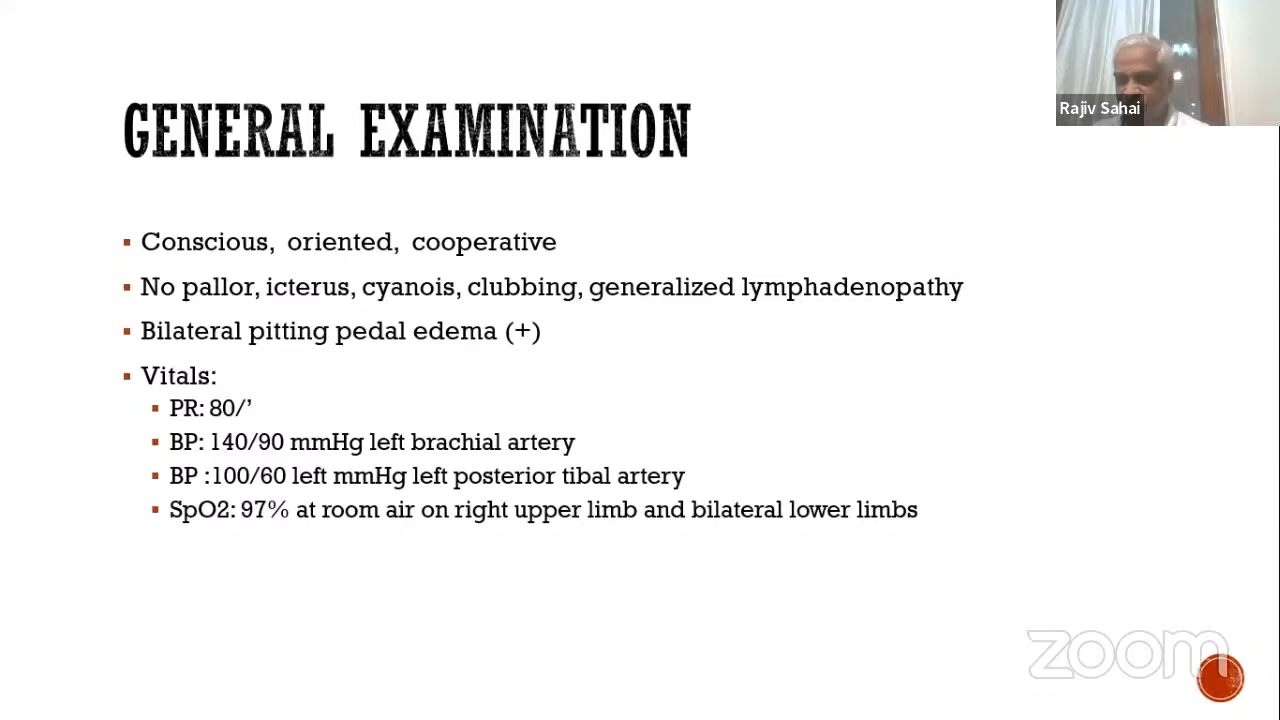 GENERAL EXAMINATION
Rajiv Sahai
▪ Conscious, oriented, cooperative
▪ No pallor, icterus, cyanois, clubbing, generalized lymphadenopathy
▪ Bilateral pitting pedal edema (+)
▪ Vitals:
▪ PR: 80/’
▪ BP: 140/90 mmHg left brachial artery
▪ BP :100/60 left mmHg left posterior tibal artery
▪ SpO2: 97% at room air on right upper limb and bilateral lower limbs
zoom